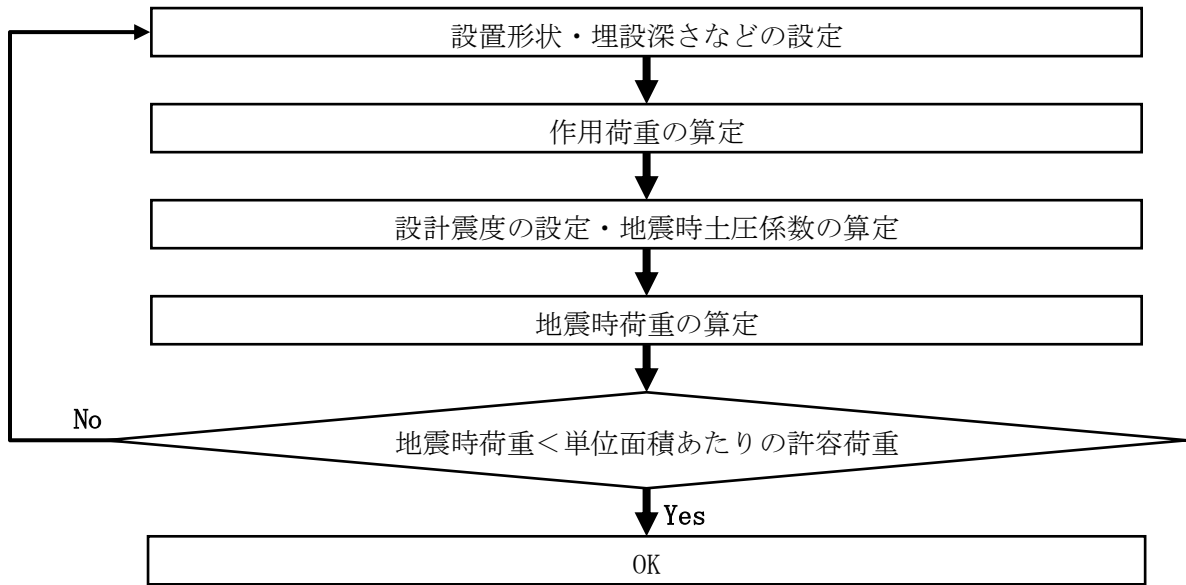 設置形状・埋設深さなどの設定
作用荷重の算定
設計震度の設定・地震時土圧係数の算定
地震時荷重の算定
No
地震時荷重＜単位面積あたりの許容荷重
Yes
OK